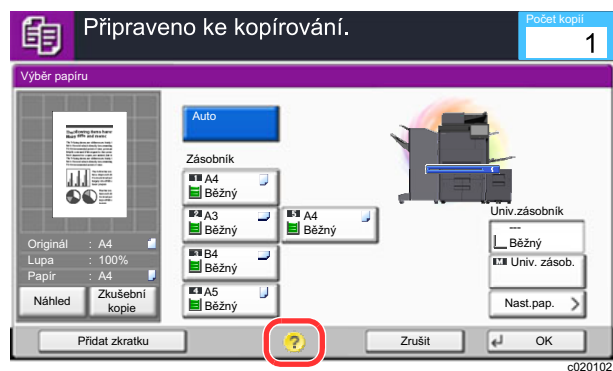 Připraveno ke kopírování.
Počet kopií
1
Výběr papíru
Auto
Zásobník
1 A4
Běžný
2 A3
Běžný
5 A4
Běžný
3 B4
Běžný
4 A5
Běžný
Univ.zásobník
---
Běžný
M Univ. zásob.
Nast.pap.
Originál : A4
Lupa : 100%
Papír : A4
Náhled
Zkušební
kopie
Přidat zkratku
?
Zrušit
OK
c020102